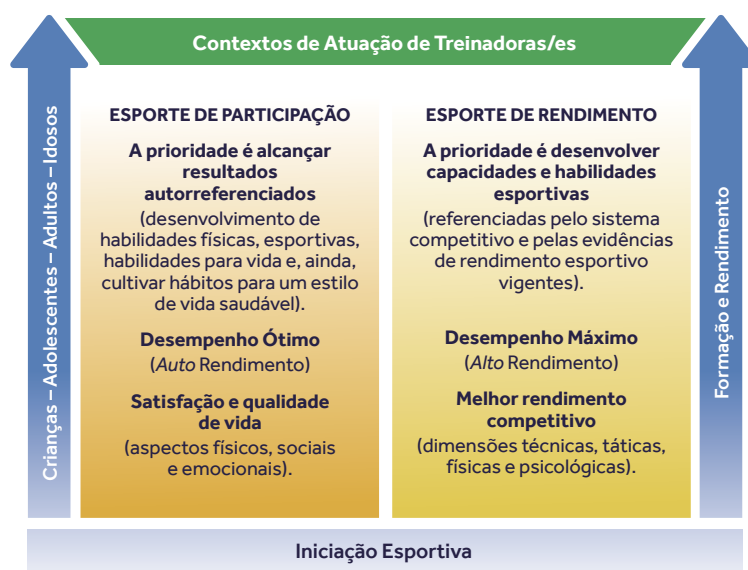 Contextos de Atuação de Treinadoras/es
Crianças – Adolescentes – Adultos – Idosos
ESPORTE DE PARTICIPAÇÃO
A prioridade é alcançar
resultados
autorreferenciados
(desenvolvimento de
habilidades físicas, esportivas,
habilidades para vida e, ainda,
cultivar hábitos para um estilo
de vida saudável).
Desempenho Ótimo
(Auto Rendimento)
Satisfação e qualidade
de vida
(aspectos físicos, sociais
e emocionais).
ESPORTE DE RENDIMENTO
A prioridade é desenvolver
capacidades e habilidades
esportivas
(referenciadas pelo sistema
competitivo e pelas evidências
de rendimento esportivo
vigentes).
Desempenho Máximo
(Alto Rendimento)
Melhor rendimento
competitivo
(dimensões técnicas, táticas,
físicas e psicológicas).
Formação e Rendimento
Iniciação Esportiva